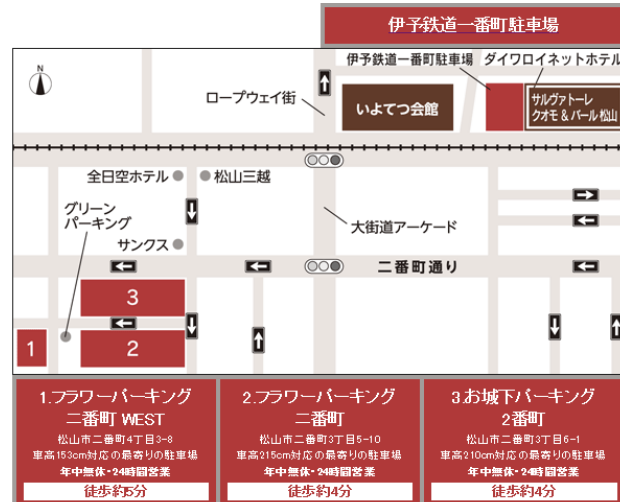 伊予鉄道一番町駐車場
伊予鉄道一番町駐車場
ダイワロイネットホテル
N
ロープウェイ街
いよてつ会館
サルヴァトーレ
クオモ & バール 松山
全日空ホテル
松山三越
グリーン
パーキング
大街道アーケード
サンクス
二番町通り
3
1
2
1.フラワーパーキング
二番町 WEST
松山市二番町4丁目3-8
車高153cm対応の最寄りの駐車場
年中無休・24時間営業
徒歩約5分
2.フラワーパーキング
二番町
松山市二番町3丁目5-10
車高215cm対応の最寄りの駐車場
年中無休・24時間営業
徒歩約4分
3.お城下パーキング
2番町
松山市二番町3丁目6-1
車高210cm対応の最寄りの駐車場
年中無休・24時間営業
徒歩約4分